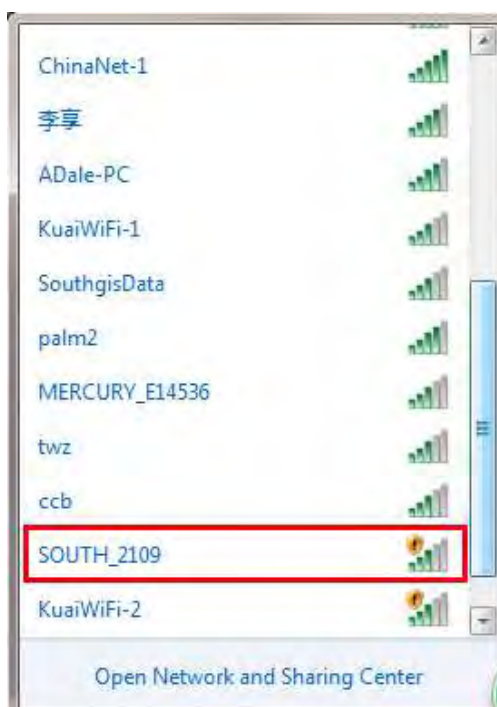 ChinaNet-1
李享
ADale-PC
KuaiWiFi-1
SouthgisData
palm2
MERCURY_E14536
twz
ccb
SOUTH_2109
KuaiWiFi-2
Open Network and Sharing Center